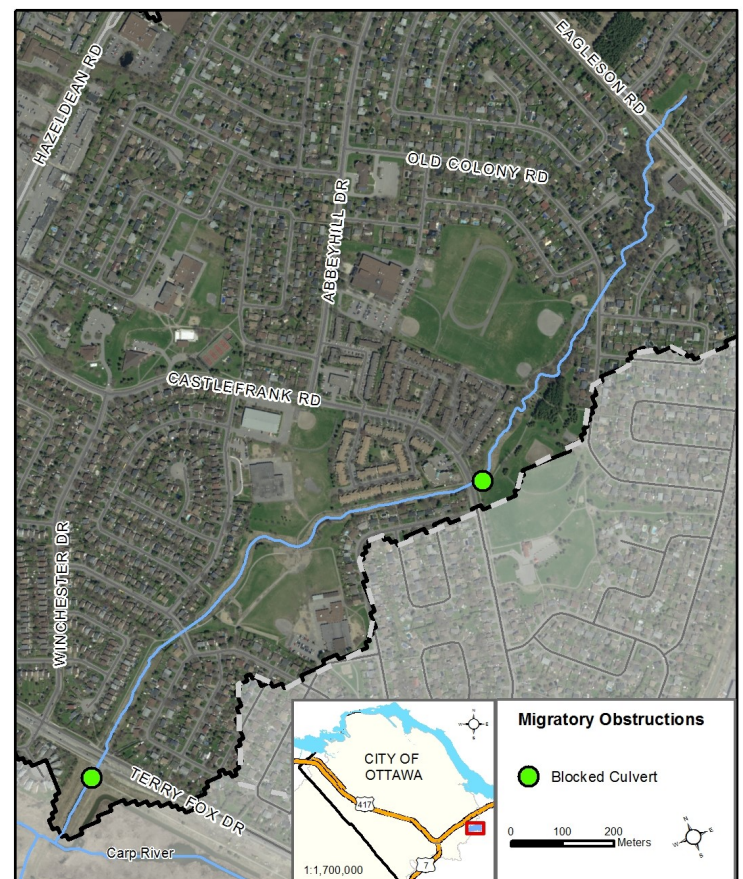 EAGLESON RD
HAZELDEAN RD
OLD COLONY RD
ABBEYHILL DR
CASTLEFRANK RD
WINCHESTER DR
TERRY FOX DR
Carp River
N
W E
S
CITY OF
OTTAWA
417
7
1:1,700,000
Migratory Obstructions
Blocked Culvert
0 100 200
Meters
N
W E
S